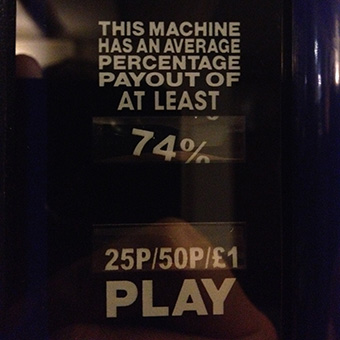 THIS MACHINE
HAS AN AVERAGE
PERCENTAGE
PAYOUT OF
AT LEAST
74%
25P/50P/£1
PLAY